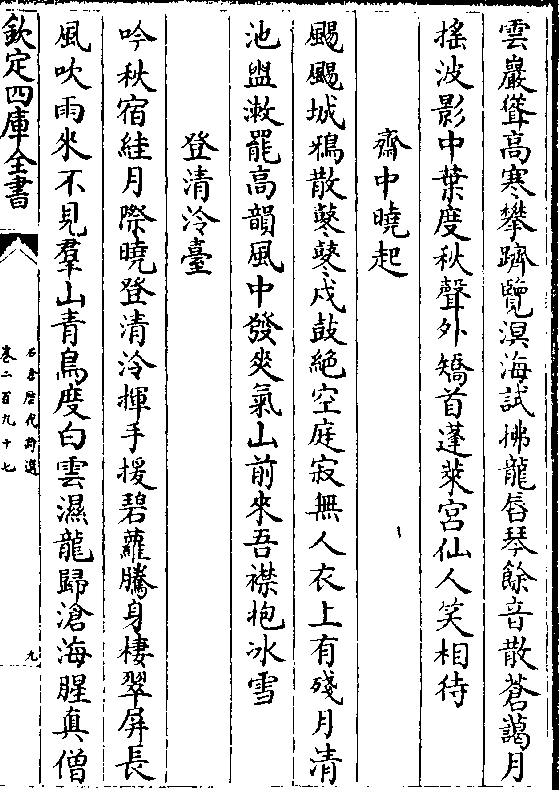 雲巖聳高寒攀躋覽溟海試拂龍唇琴餘音散蒼藹月
搖波影中葉度秋聲外矯首蓬萊宮仙人笑相待
齋中曉起
颺颺城鴉散鼕鼕戍鼓絶空庭寂無人衣上有殘月清
池盥漱罷高韻風中發爽氣山前來吾襟抱冰雪
登清泠臺
吟秋宿絓月際曉登清泠揮手援碧蘿騰身棲翠屏長
風吹雨來不見羣山青鳥度白雲濕龍歸滄海腥真僧
欽定四庫全書
石倉歷代詩選
卷二百九十七
九